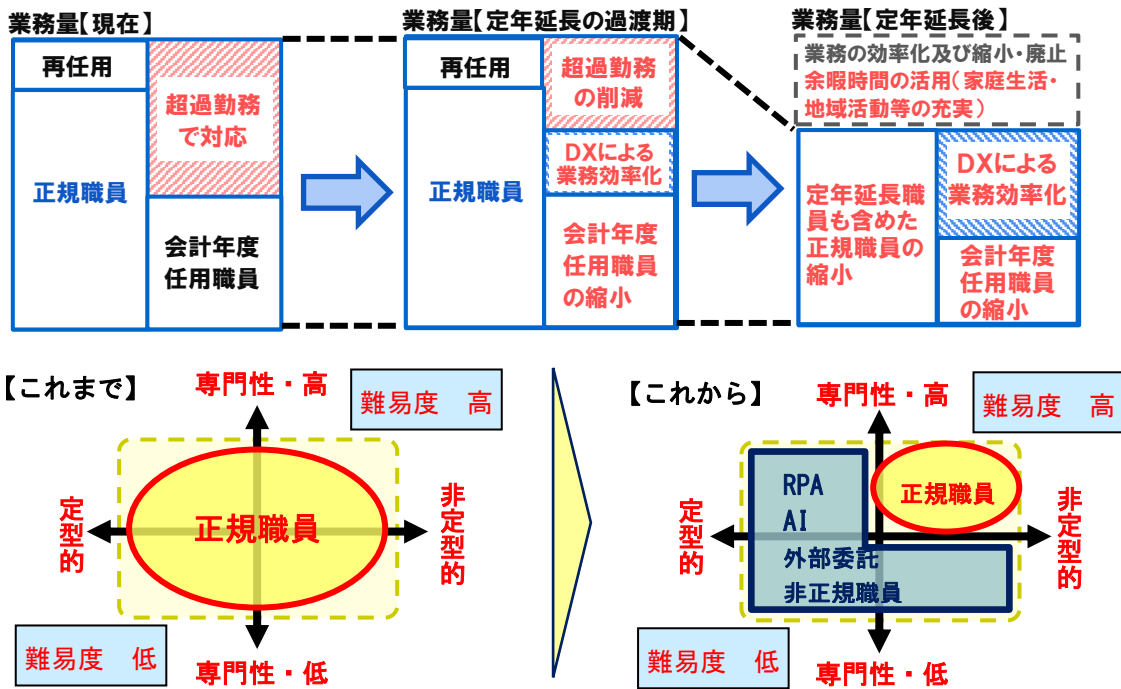 業務量【現在】
再任用
正規職員
超過勤務
で対応
会計年度
任用職員
業務量【定年延長の過渡期】
再任用
正規職員
超過勤務
の削減
DXによる
業務効率化
会計年度
任用職員
の縮小
業務量【定年延長後】
業務の効率化及び縮小・廃止
余暇時間の活用(家庭生活・
地域活動等の充実)
定年延長職
員も含めた
正規職員の
縮小
DXによる
業務効率化
会計年度
任用職員
の縮小
【これまで】
専門性・高
難易度 高
定型的
正規職員
非定型的
難易度 低
専門性・低
【これから】
専門性・高
難易度 高
定型的
RPA
AI
外部委託
非正規職員
正規職員
非定型的
難易度 低
専門性・低